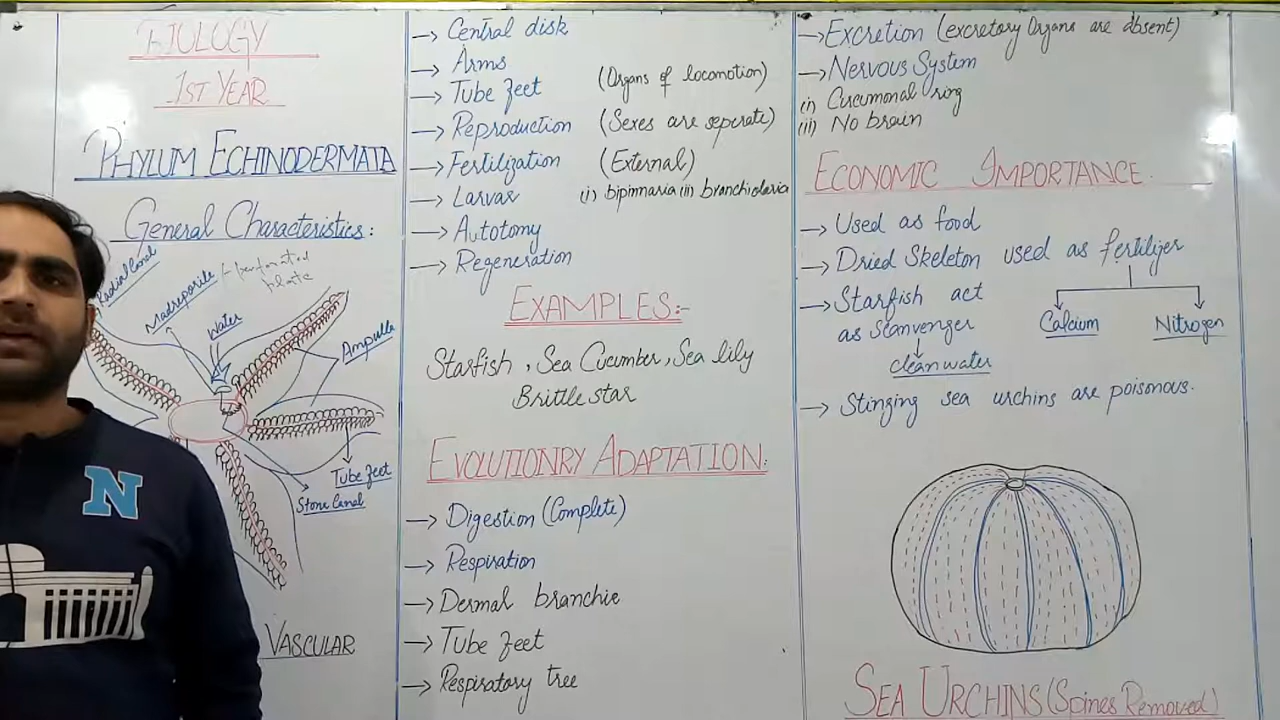 BIOLOGY
1ST YEAR
PHYLUM ECHINODERMATA
General Characteristics:
Radial Canal
Madreporite - perforated
plate
Water
Ampulla
Tube feet
Stone Canal
VASCULAR
N
→ Central disk
→ Arms
→ Tube feet (Organs of locomotion)
→ Reproduction (Sexes are seperate)
→ Fertilization (External)
→ Larvae (i) bipinnaria (ii) branchiolaria
→ Autotomy
→ Regeneration
EXAMPLES:-
Starfish, Sea Cucumber, Sea lily
Brittle star
EVOLUTIONRY ADAPTATION:
→ Digestion (Complete)
→ Respiration
→ Dermal branchie
→ Tube feet
→ Respiratory tree
→ Excretion (excretory Organs are absent)
→ Nervous System
(i) Circumonal ring
(ii) No brain
ECONOMIC IMPORTANCE.
→ Used as food
→ Dried Skeleton used as fertilizer
Calcium Nitrogen
→ Starfish act
as Scanvenger
clean water
→ Stinging sea urchins are poisonous.
SEA URCHINS (Spines Removed)